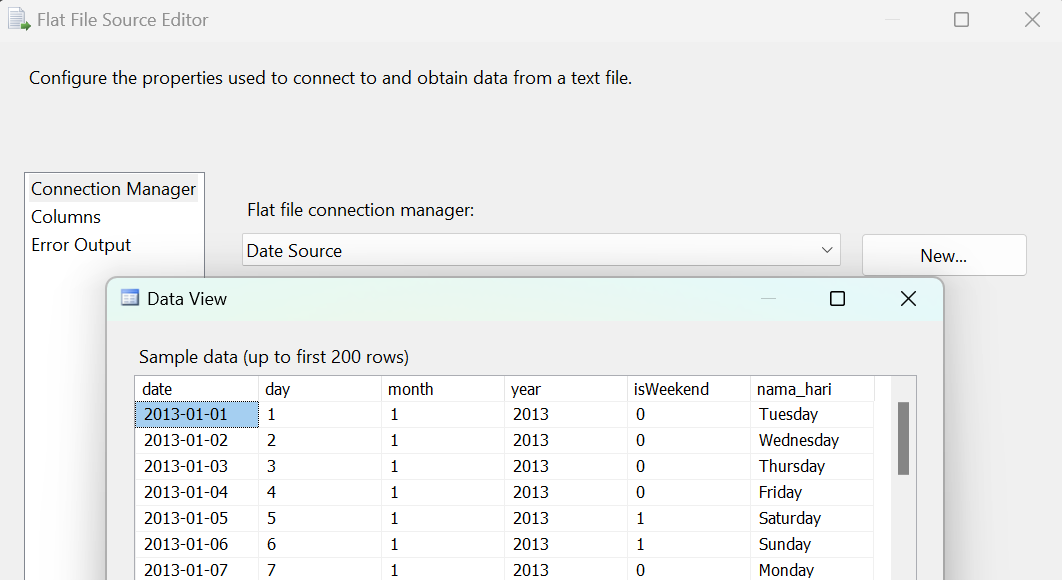 Flat File Source Editor
Configure the properties used to connect to and obtain data from a text file.
Connection Manager
Columns
Error Output
Flat file connection manager:
Date Source
New...
Data View
Sample data (up to first 200 rows)
date day month year isWeekend nama_hari
2013-01-01 1 1 2013 0 Tuesday
2013-01-02 2 1 2013 0 Wednesday
2013-01-03 3 1 2013 0 Thursday
2013-01-04 4 1 2013 0 Friday
2013-01-05 5 1 2013 1 Saturday
2013-01-06 6 1 2013 1 Sunday
2013-01-07 7 1 2013 0 Monday